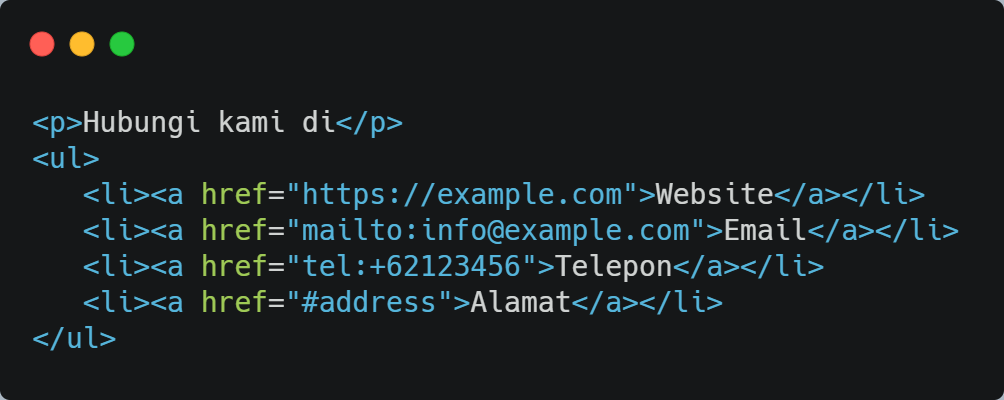 <p>Hubungi kami di</p>
<ul>
   <li><a href="https://example.com">Website</a></li>
   <li><a href="mailto:info@example.com">Email</a></li>
   <li><a href="tel:+62123456">Telepon</a></li>
   <li><a href="#address">Alamat</a></li>
</ul>